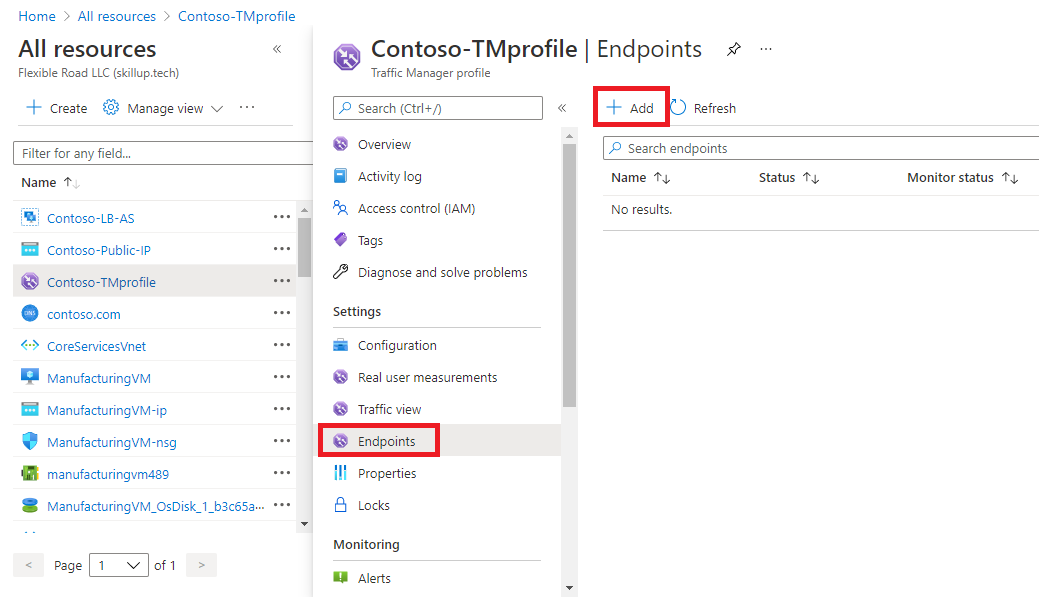 Home > All resources > Contoso-TMprofile
All resources
Flexible Road LLC (skillup.tech)
Create Manage view
Filter for any field...
Name
Contoso-LB-AS
Contoso-Public-IP
Contoso-TMprofile
DNS contoso.com
CoreServicesVnet
ManufacturingVM
ManufacturingVM-ip
ManufacturingVM-nsg
manufacturingvm489
ManufacturingVM_OsDisk_1_b3c65a...
< Page 1 of 1 >
Contoso-TMprofile | Endpoints
Traffic Manager profile
Search (Ctrl+/)
Overview
Activity log
Access control (IAM)
Tags
Diagnose and solve problems
Settings
Configuration
Real user measurements
Traffic view
Endpoints
Properties
Locks
Monitoring
Alerts
Add Refresh
Search endpoints
Name Status Monitor status
No results.